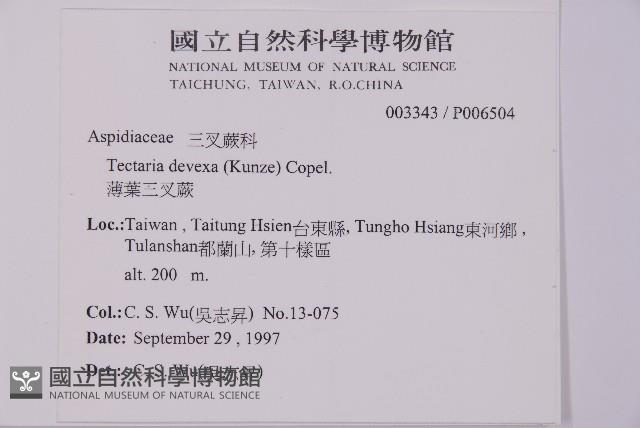 國立自然科學博物館
NATIONAL MUSEUM OF NATURAL SCIENCE
TAICHUNG, TAIWAN, R.O.CHINA
003343 / P006504
Aspidiaceae 三叉蕨科
Tectaria devexa (Kunze) Copel.
薄葉三叉蕨
Loc.:Taiwan , Taitung Hsien台東縣, Tungho Hsiang東河鄉 ,
Tulanshan都蘭山, 第十樣區
alt. 200 m.
Col.: C. S. Wu(吳志昇) No.13-075
Date: September 29 , 1997
Det.: C. S. Wu(
國立自然科學博物館
NATIONAL MUSEUM OF NATURAL SCIENCE